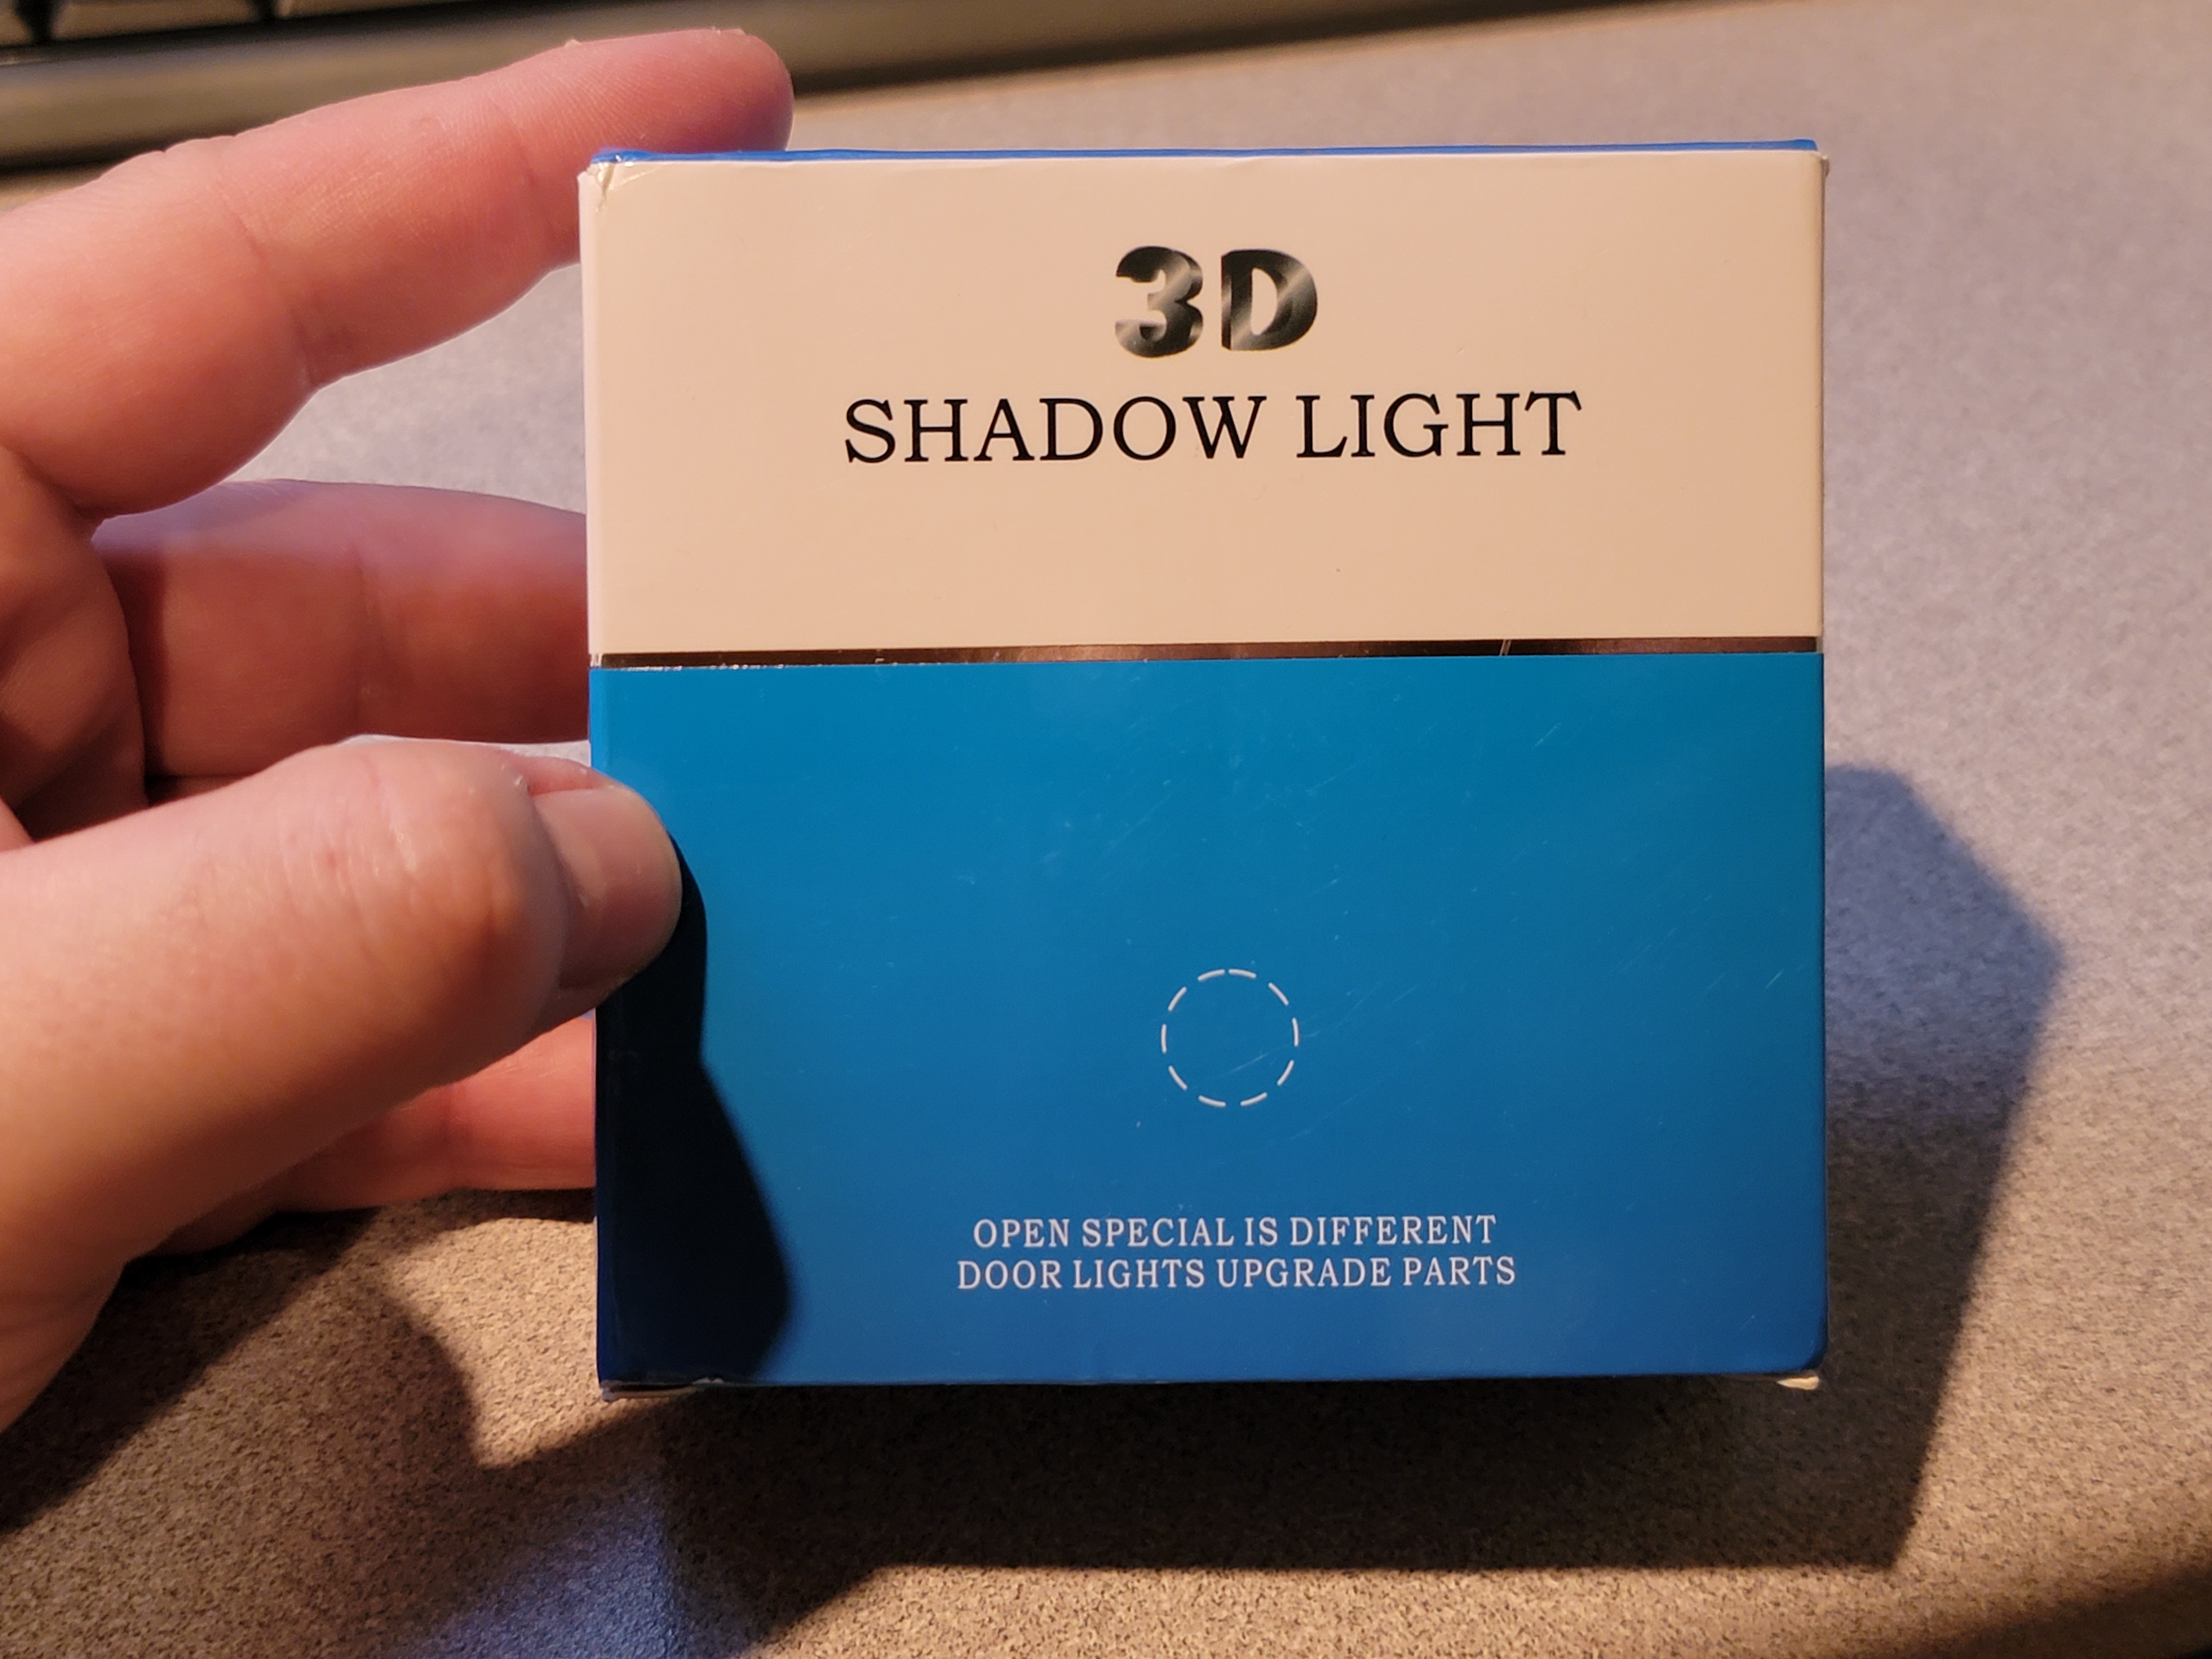 3D
SHADOW LIGHT
OPEN SPECIAL IS DIFFERENT
DOOR LIGHTS UPGRADE PARTS